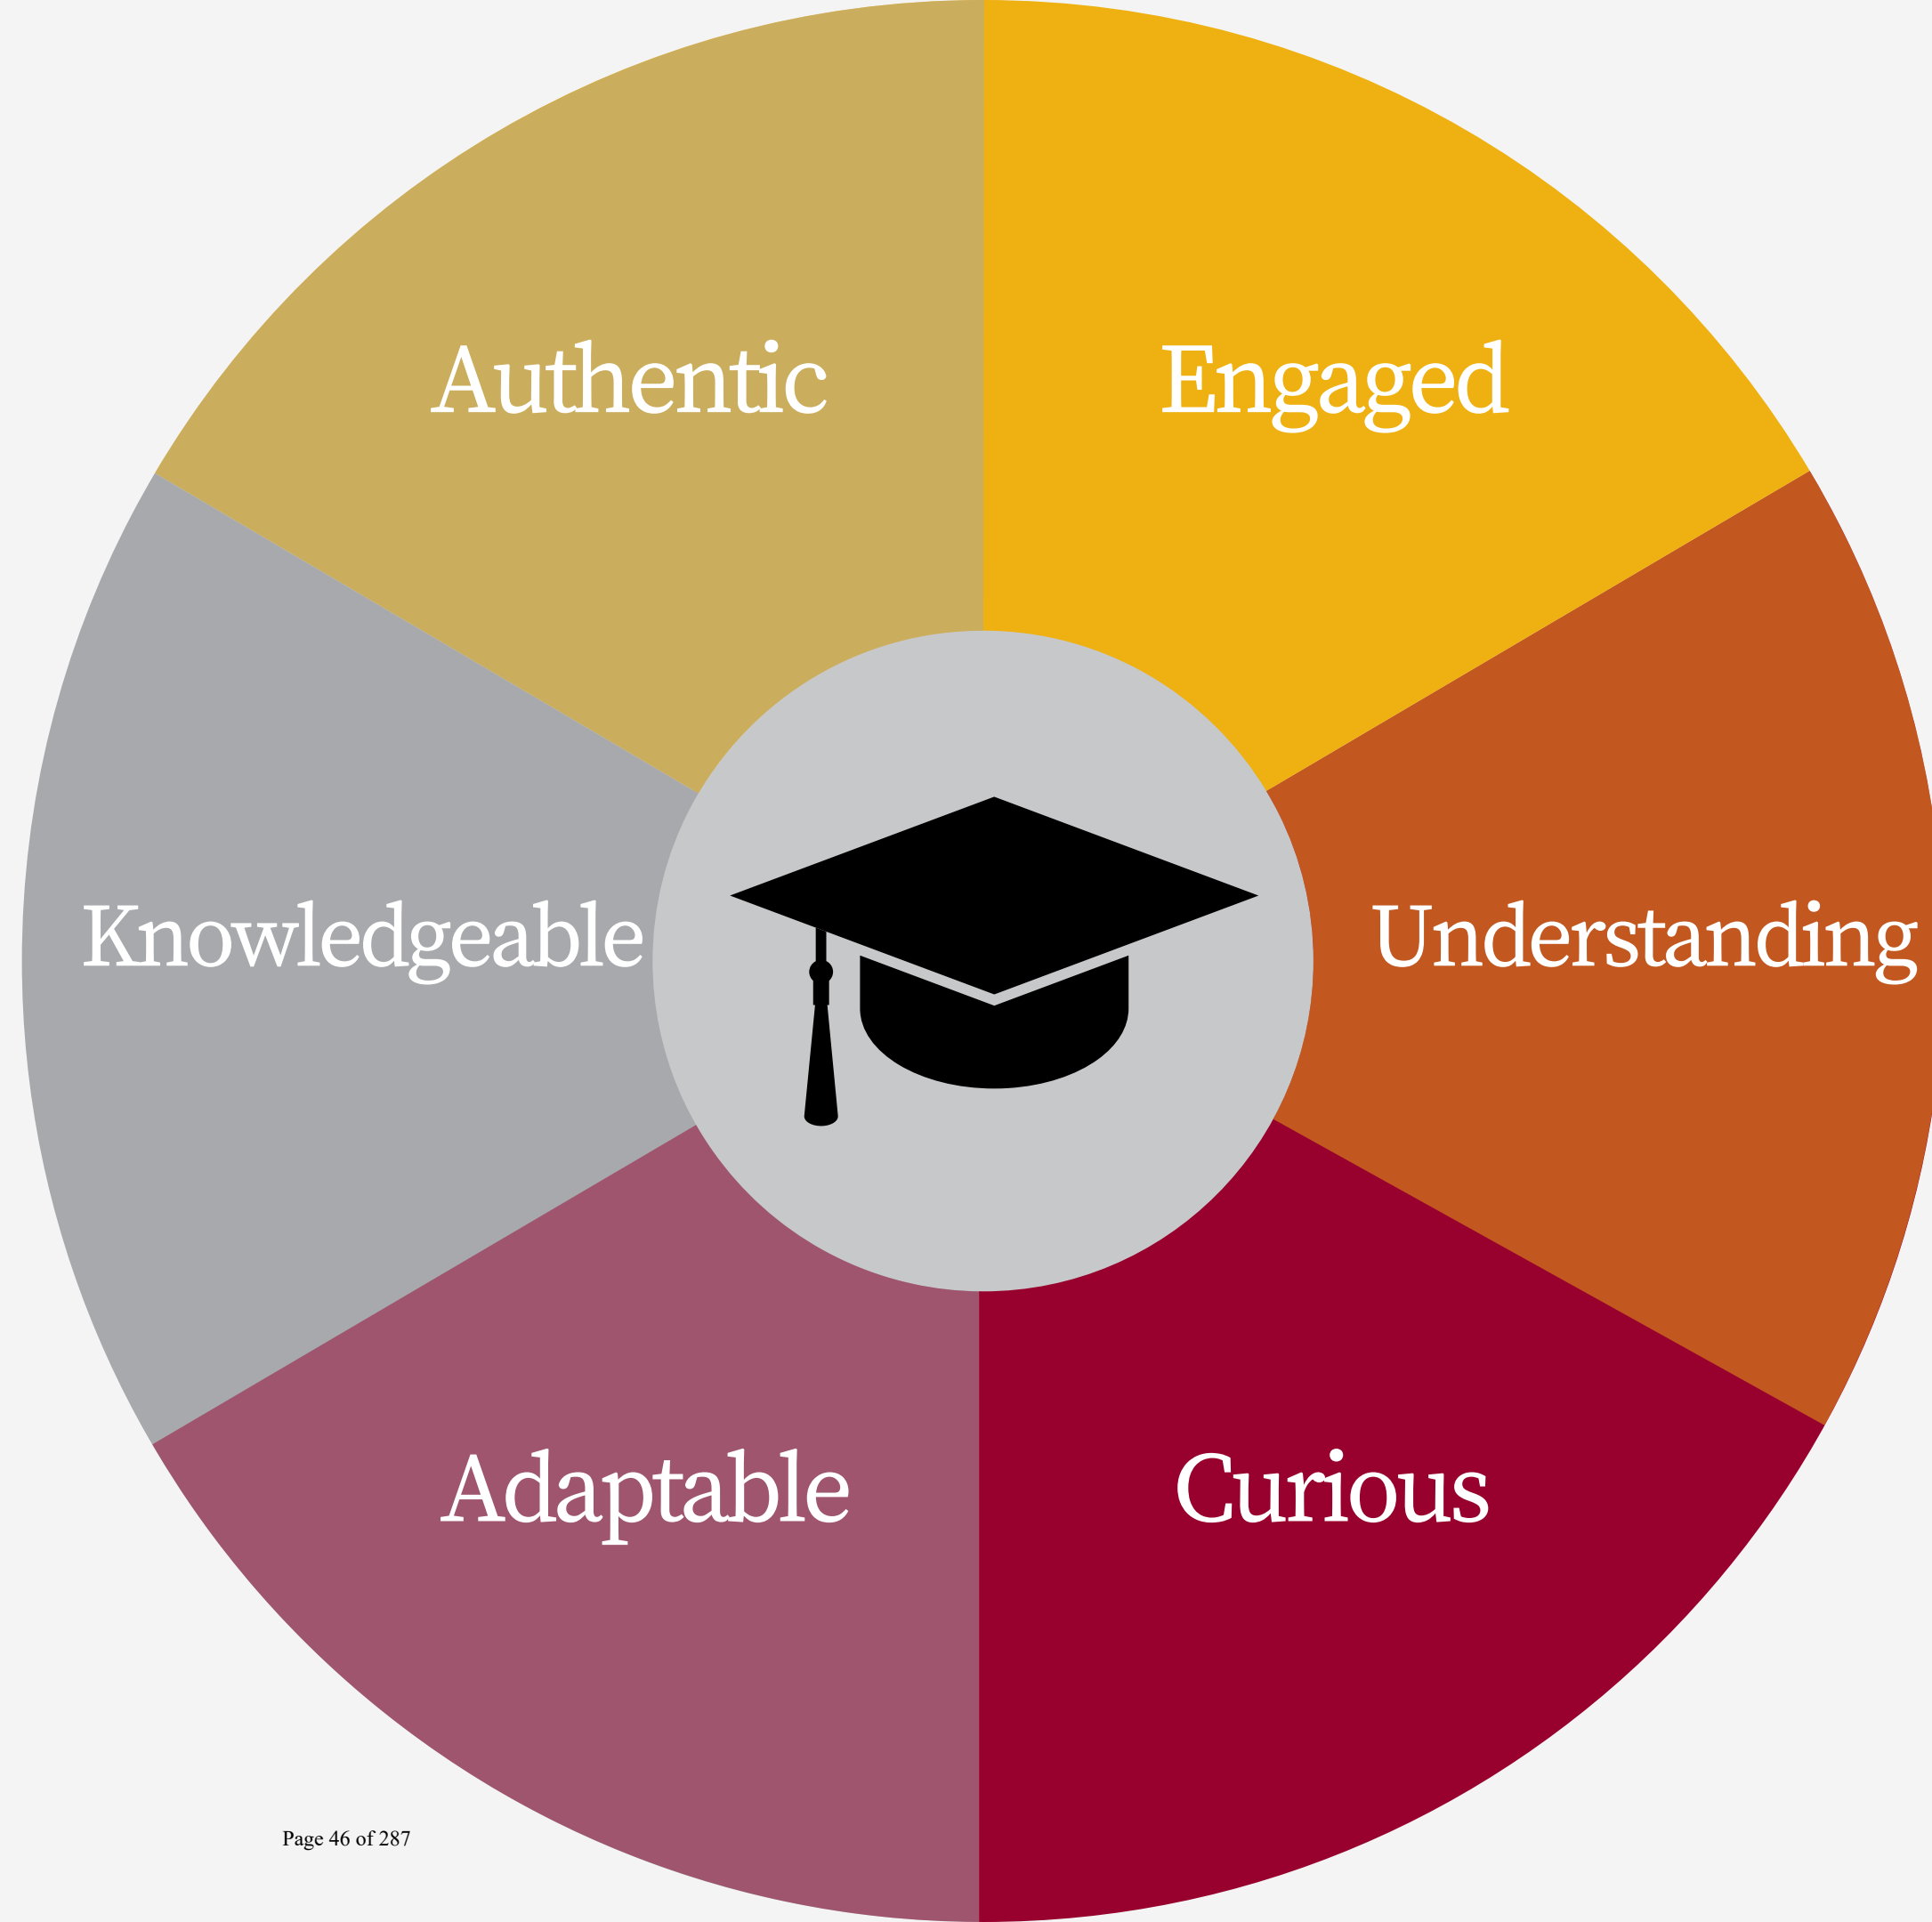 Authentic
Engaged
Knowledgeable
Understanding
Adaptable
Curious
Page 46 of 287